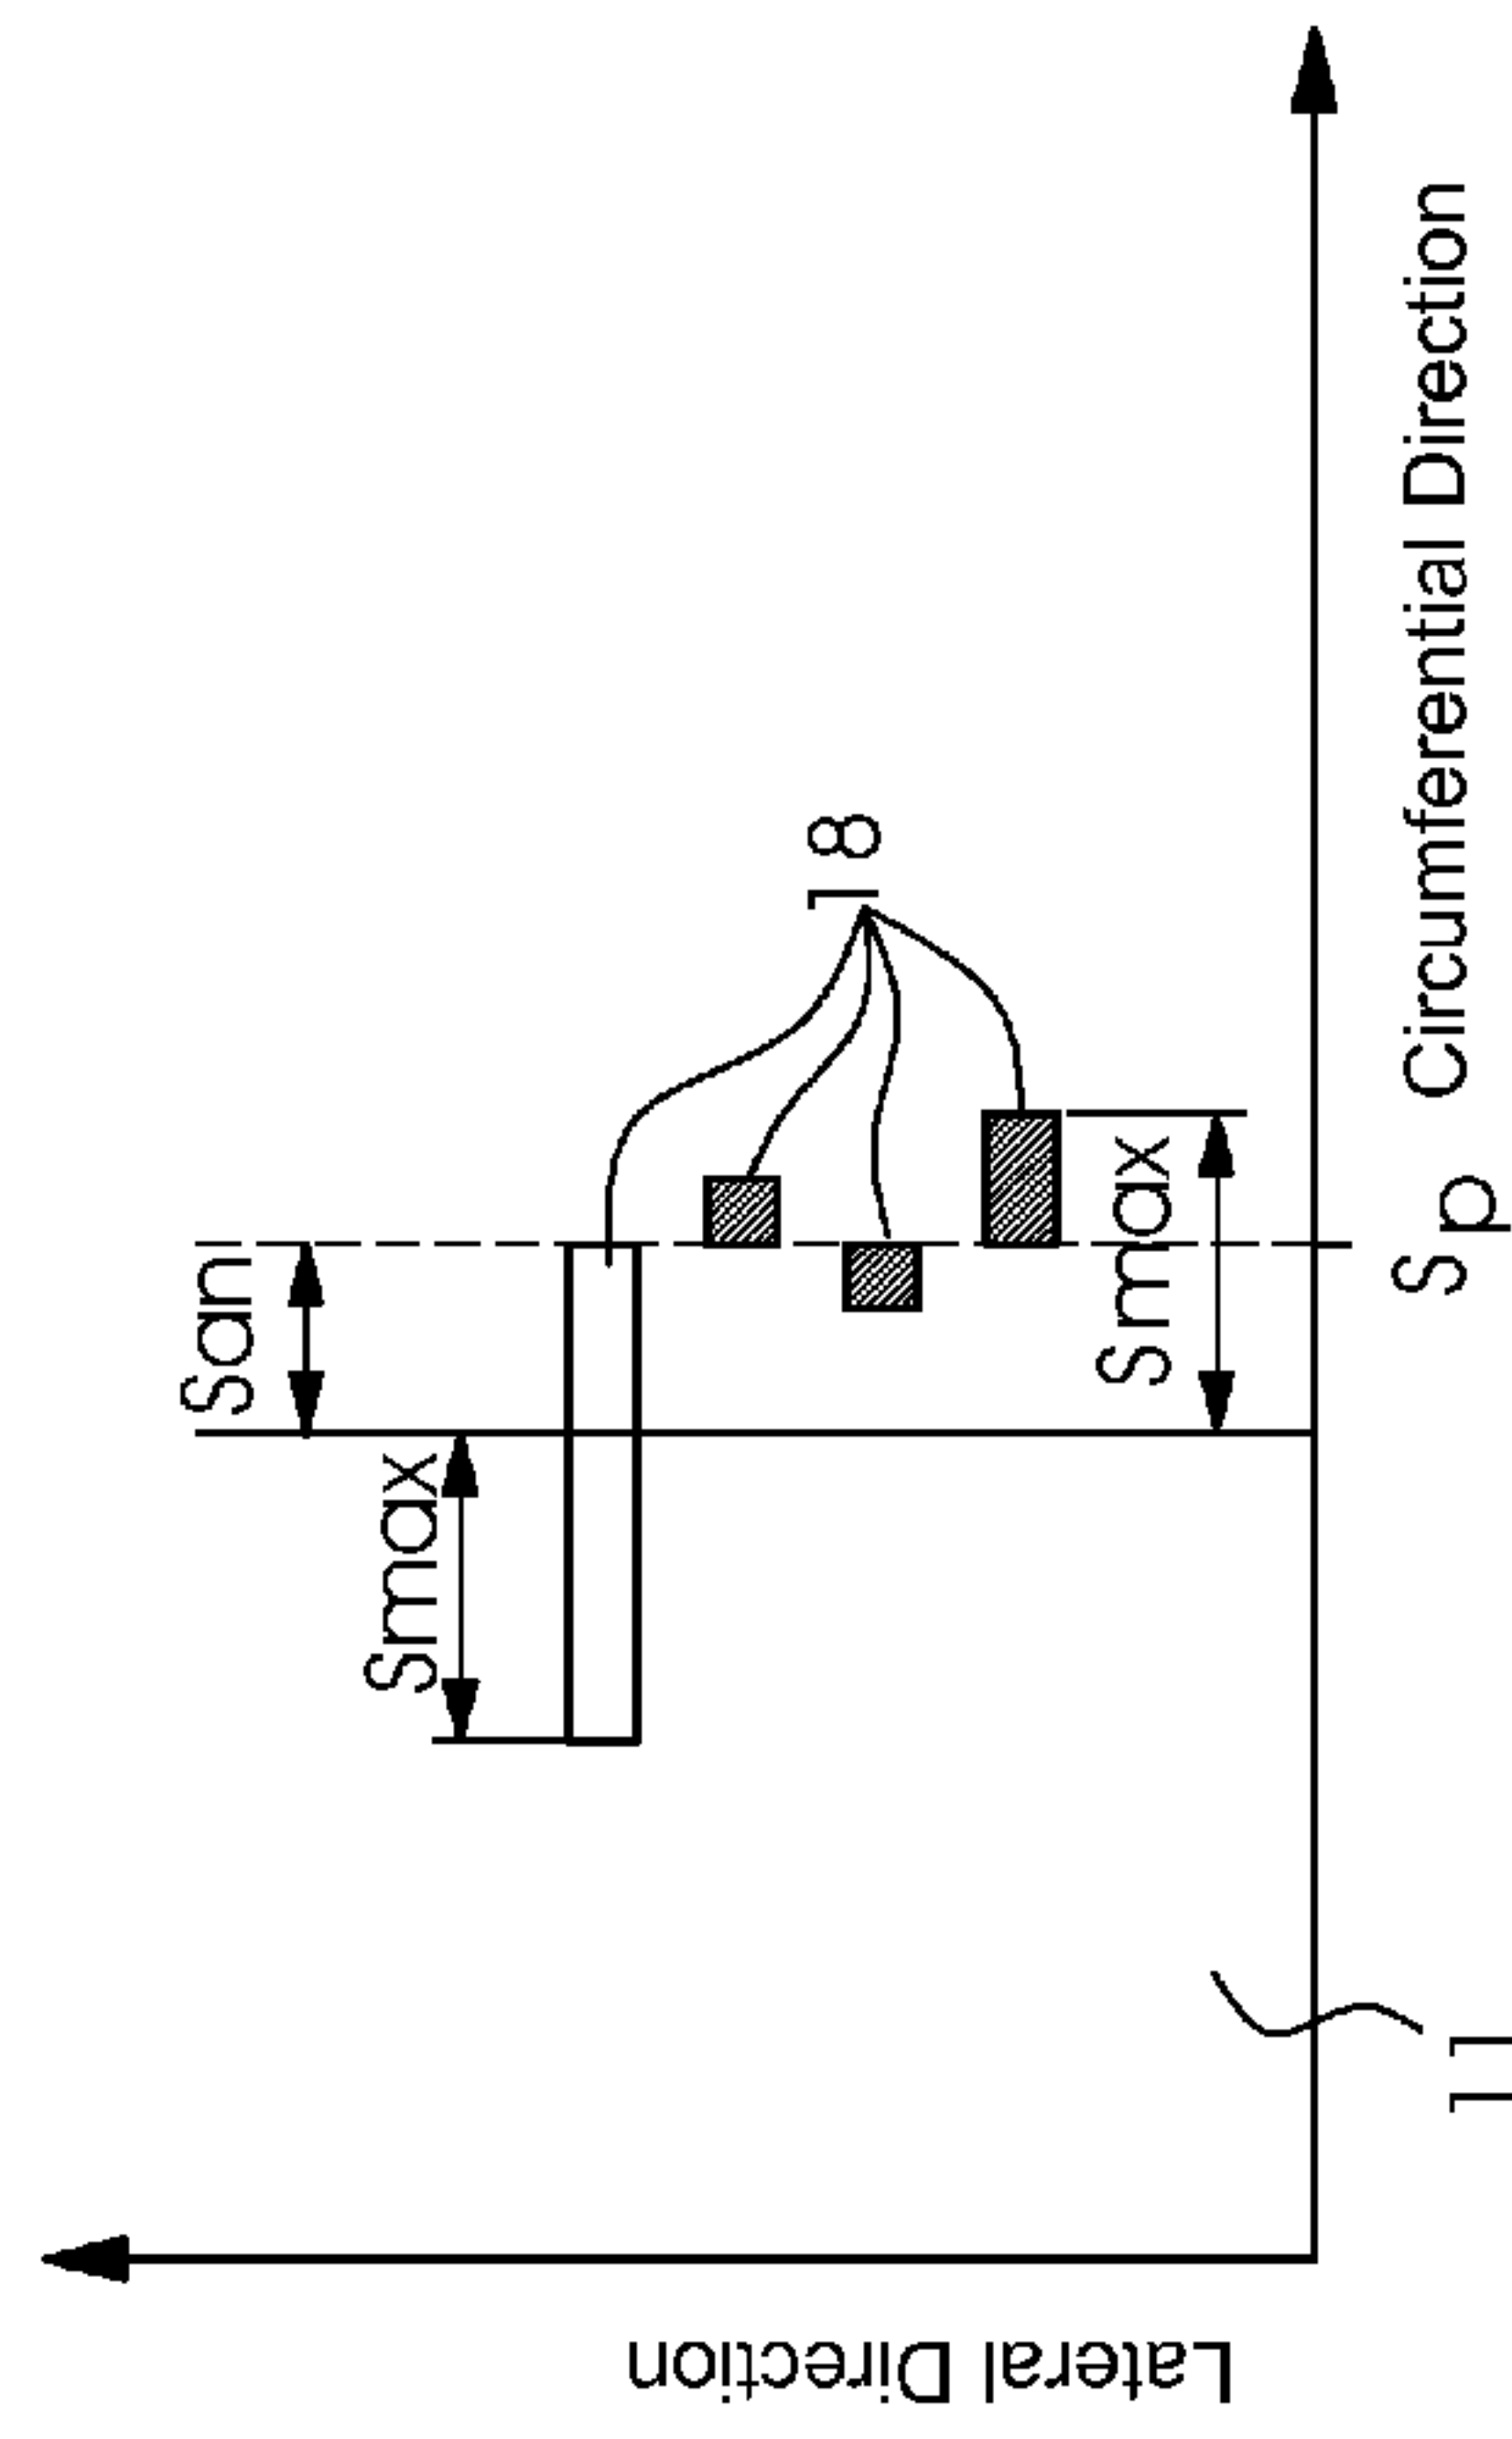 San
Smax
18
Smax
Lateral Direction
11
Sp
Circumferential Direction